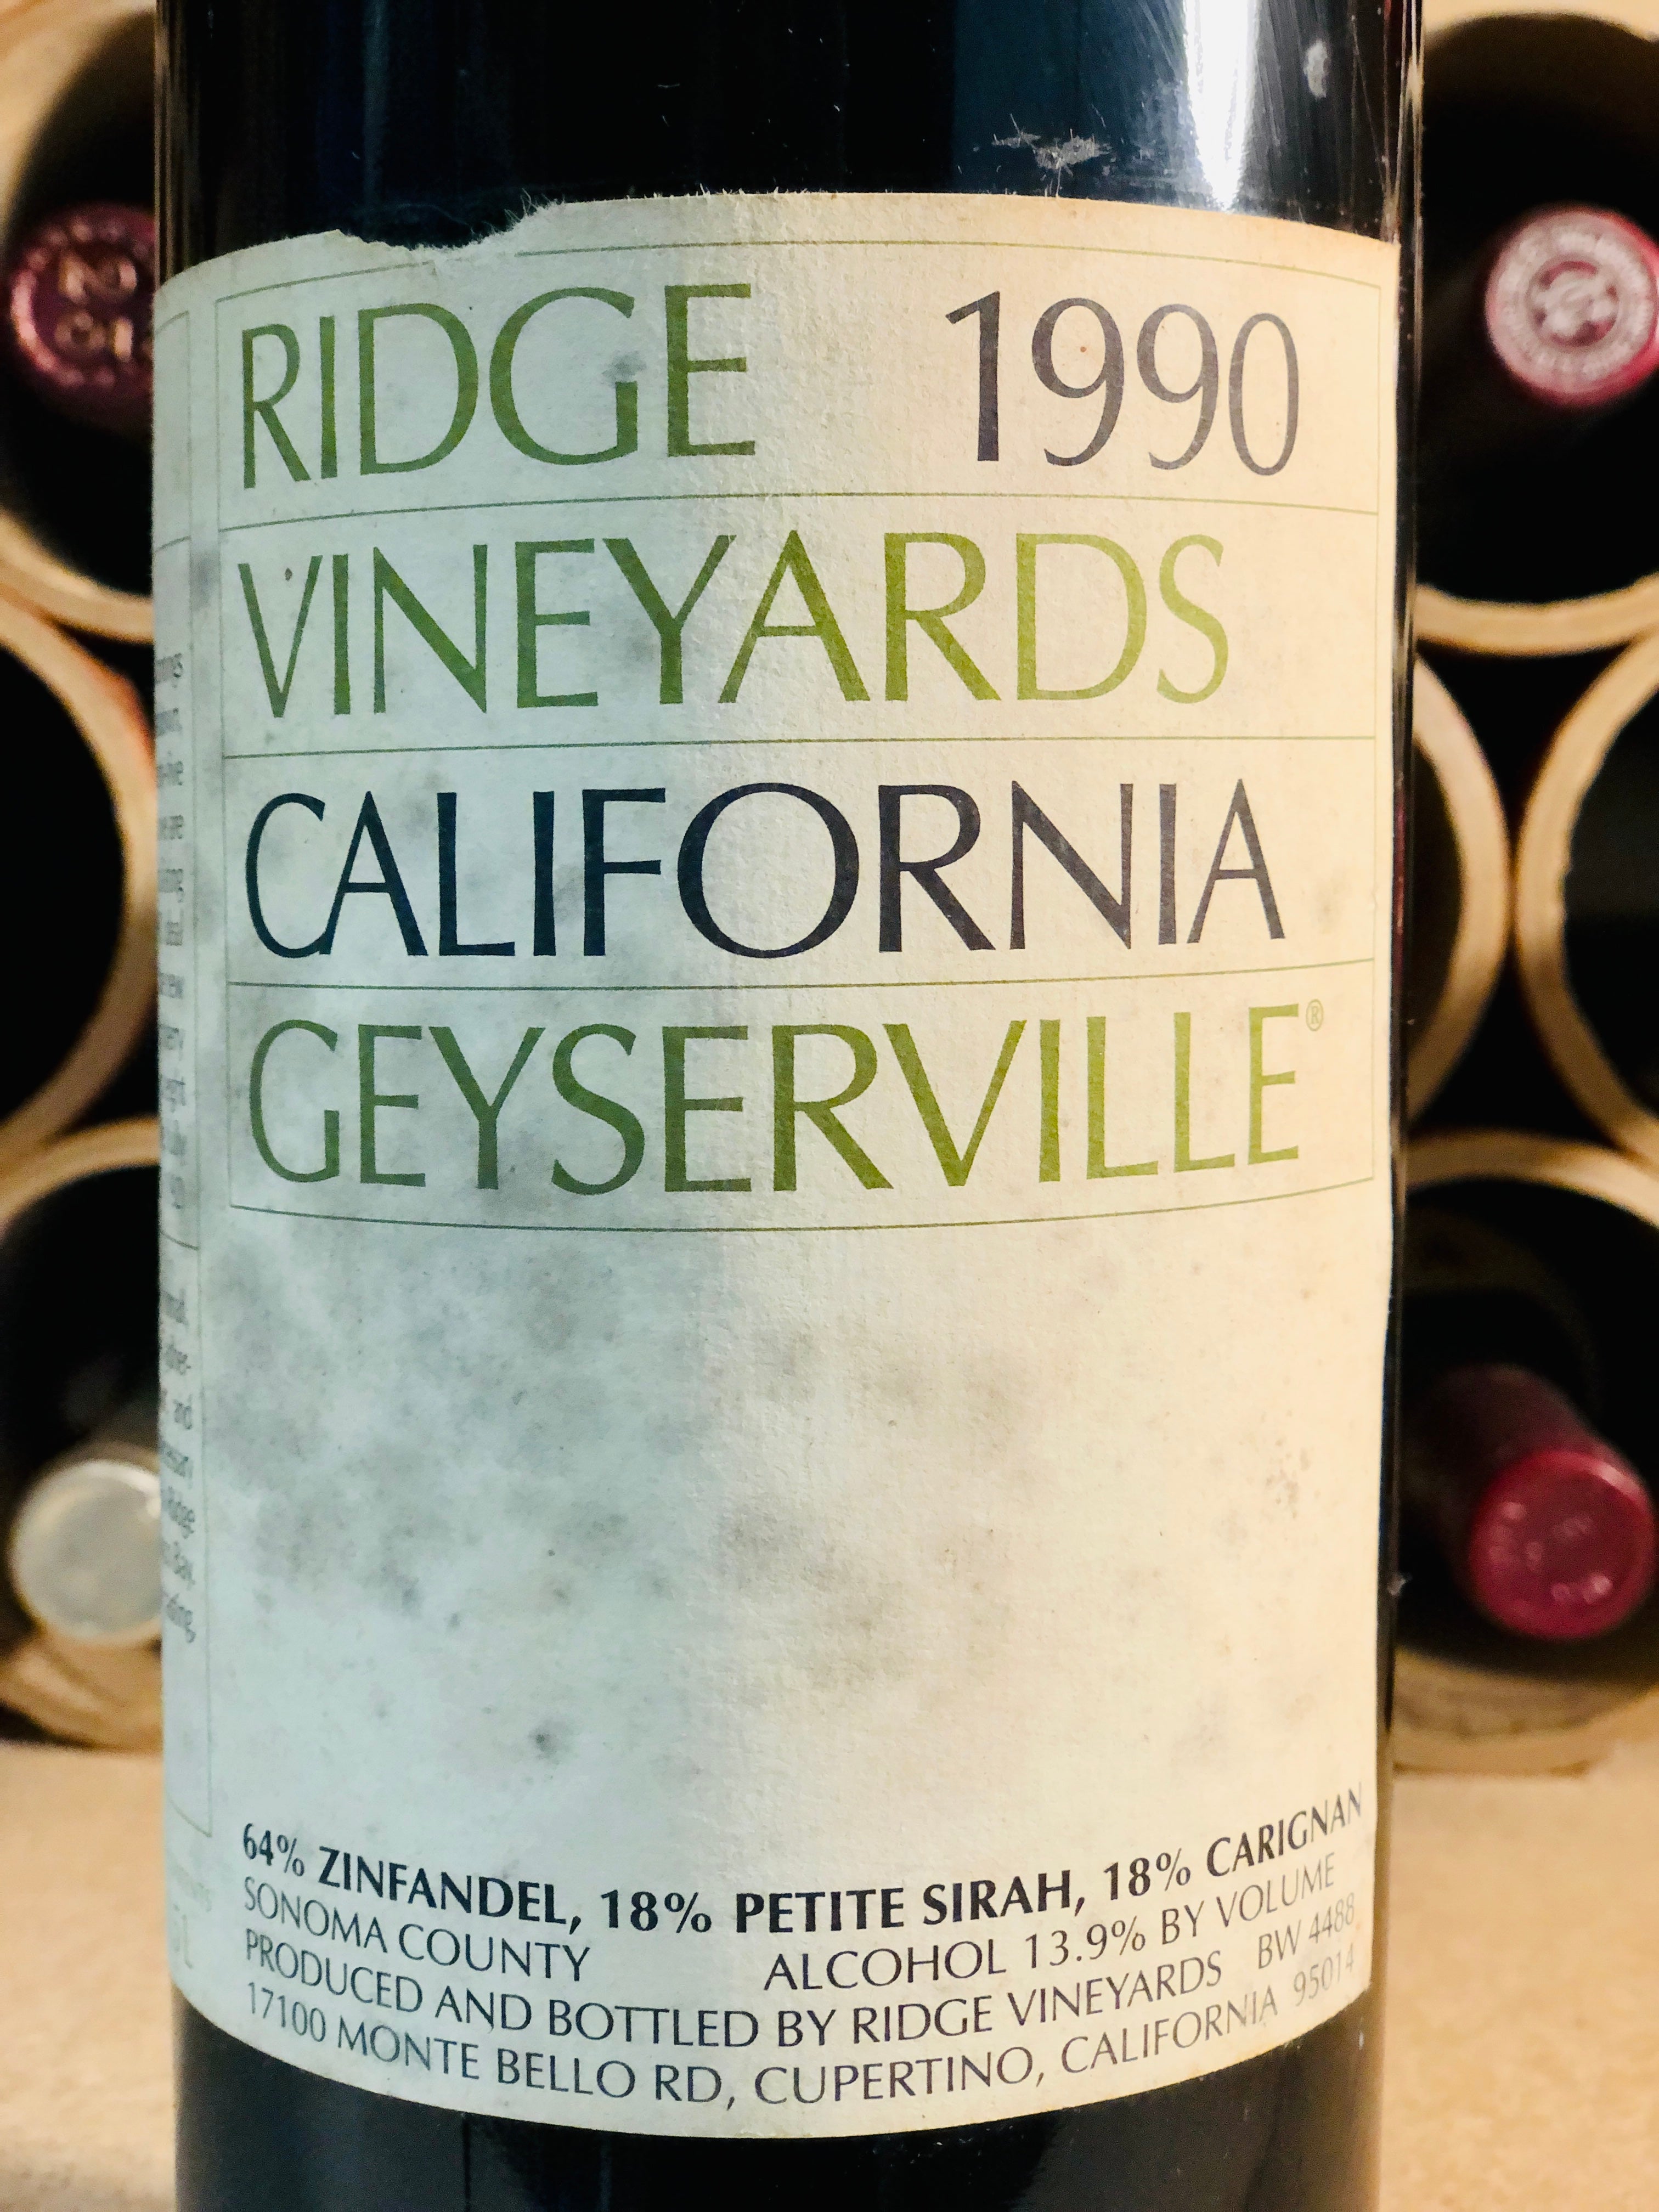 RIDGE 1990
VINEYARDS
CALIFORNIA
GEYSERVILLE®
64% ZINFANDEL, 18% PETITE SIRAH, 18% CARIGNAN
SONOMA COUNTY ALCOHOL 13.9% BY VOLUME
PRODUCED AND BOTTLED BY RIDGE VINEYARDS BW 4488
17100 MONTE BELLO RD, CUPERTINO, CALIFORNIA 95014
and